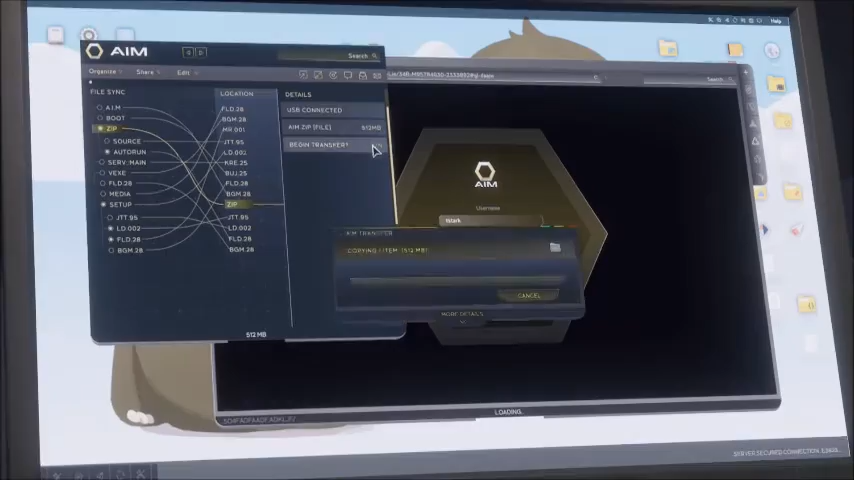 Help
AIM
Search
Organize
Share
Edit
FILE SYNC
LOCATION
DETAILS
A.I.M
BOOT
ZIP
SOURCE
AUTORUN
SERV:MAIN
VEXE
FLD.28
MEDIA
SETUP
JTT.95
LD.002
FLD.28
BGM.28
FLD.28
BGM.28
MR.001
JTT.95
LD.002
KRE.25
BUJ.25
FLD.28
BGM.28
ZIP
JTT.95
LD.002
FLD.28
BGM.28
USB CONNECTED
AIM.ZIP [FILE] 512MB
BEGIN TRANSFER?
512 MB
Search
AIM
Username
tstark
AIM TRANSFER
COPYING 1 ITEM (512 MB)
CANCEL
MORE DETAILS
LOADING.